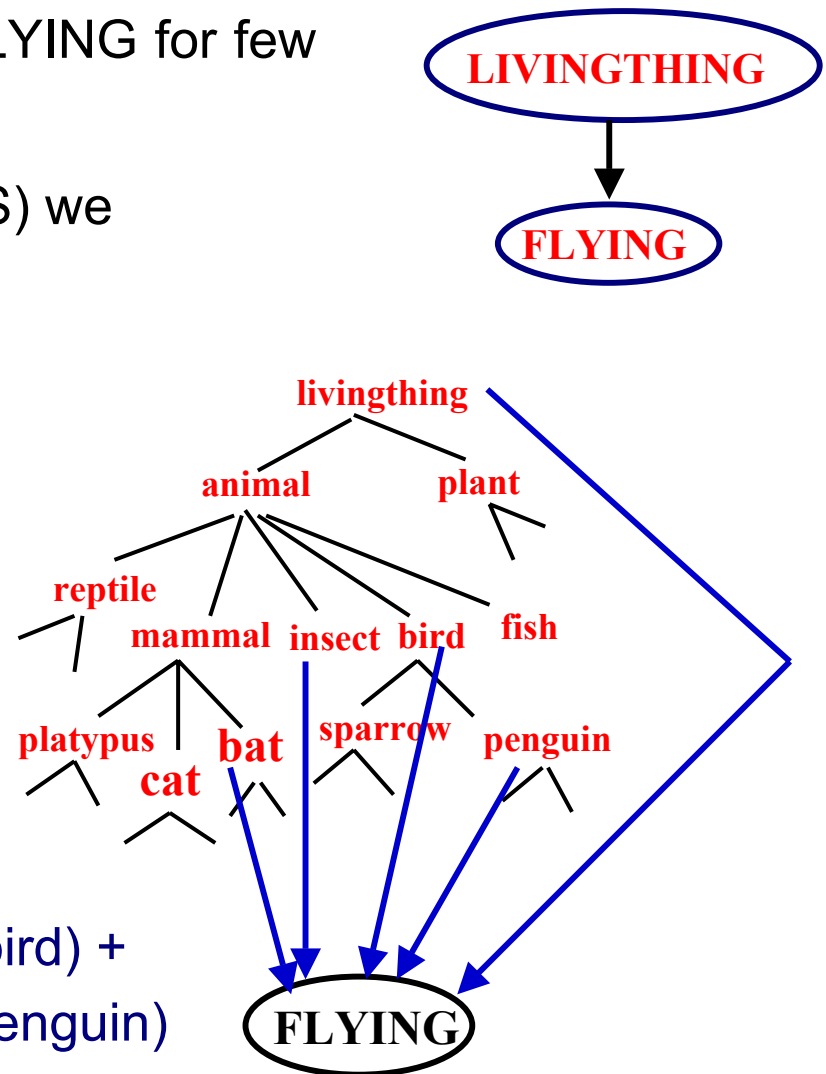 LYING for few
LIVINGTHING
S) we
FLYING
livingthing
animal plant
reptile
mammal insect bird fish
platypus bat sparrow penguin
cat
bird) +
enguin)
FLYING